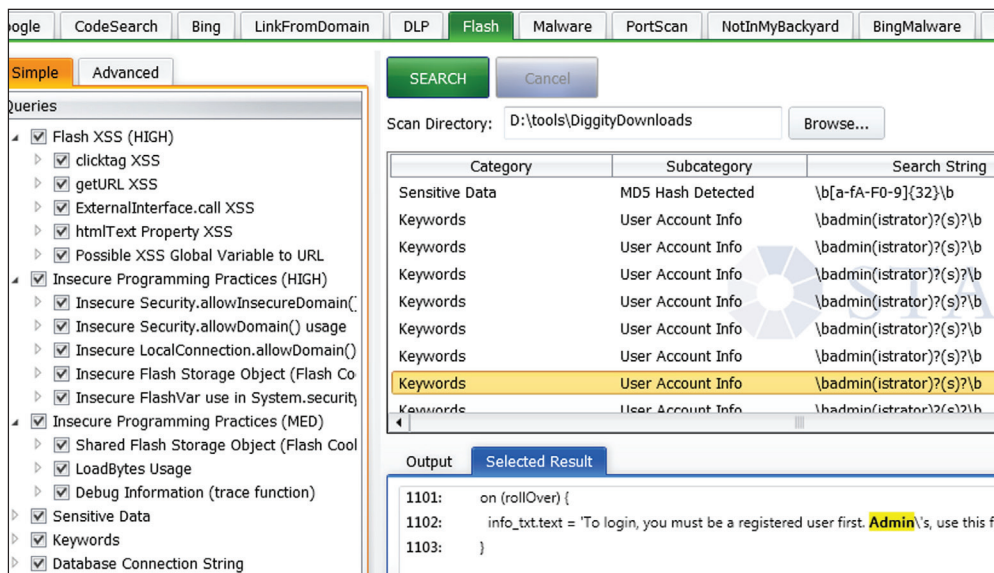 oogle CodeSearch Bing LinkFromDomain DLP Flash Malware PortScan NotInMyBackyard BingMalware
Simple Advanced
Queries
Flash XSS (HIGH)
clicktag XSS
getURL XSS
ExternalInterface.call XSS
htmlText Property XSS
Possible XSS Global Variable to URL
Insecure Programming Practices (HIGH)
Insecure Security.allowInsecureDomain(
Insecure Security.allowDomain() usage
Insecure LocalConnection.allowDomain()
Insecure Flash Storage Object (Flash Co
Insecure FlashVar use in System.security
Insecure Programming Practices (MED)
Shared Flash Storage Object (Flash Cool
LoadBytes Usage
Debug Information (trace function)
Sensitive Data
Keywords
Database Connection String
SEARCH Cancel
Scan Directory: D:\tools\DiggityDownloads Browse...
Category Subcategory Search String
Sensitive Data MD5 Hash Detected \b[a-fA-F0-9]{32}\b
Keywords User Account Info \badmin(istrator)?(s)?\b
Keywords User Account Info \badmin(istrator)?(s)?\b
Keywords User Account Info \badmin(istrator)?(s)?\b
Keywords User Account Info \badmin(istrator)?(s)?\b
Keywords User Account Info \badmin(istrator)?(s)?\b
Keywords User Account Info \badmin(istrator)?(s)?\b
Keywords User Account Info \badmin(istrator)?(s)?\b
Keywords User Account Info \badmin(istrator)?(s)?\b
STA
Output Selected Result
1101: on (rollOver) {
1102: info_txt.text = 'To login, you must be a registered user first. Admin\'s, use this f
1103: }